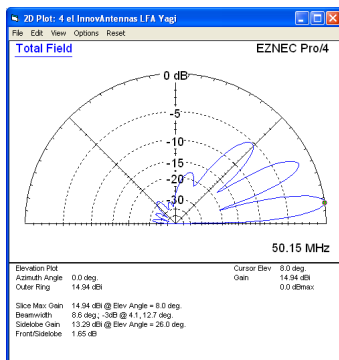 2D Plot: 4 el InnovAntennas LFA Yagi
File Edit View Options Reset
Total Field
EZNEC Pro/4
0 dB
-5
-10
-15
-20
-30
50.15 MHz
Elevation Plot
Azimuth Angle 0.0 deg.
Outer Ring 14.94 dBi
Cursor Elev 8.0 deg.
Gain 14.94 dBi
0.0 dBmax
Slice Max Gain 14.94 dBi @ Elev Angle = 8.0 deg.
Beamwidth 8.6 deg.; -3dB @ 4.1, 12.7 deg.
Sidelobe Gain 13.29 dBi @ Elev Angle = 26.0 deg.
Front/Sidelobe 1.65 dB